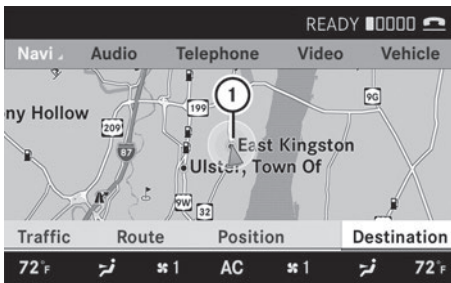 READY
Navi Audio Telephone Video Vehicle
1
9G
199
ny Hollow
209
East Kingston
87
Ulster, Town Of
9W
32
Traffic Route Position Destination
72°F 1 AC 1 72°F